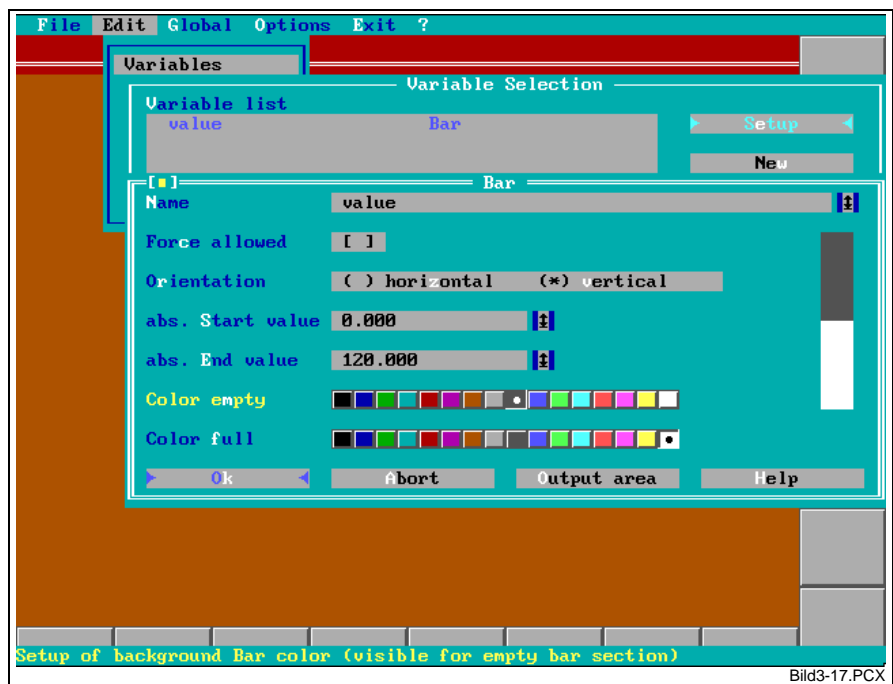 File Edit Global Options Exit ?
Variables
Variable Selection
Variable list
value Bar
Setup
New
[■] Bar
Name value
Force allowed [ ]
Orientation ( ) horizontal (*) vertical
abs. Start value 0.000
abs. End value 120.000
Color empty
Color full
Ok Abort Output area Help
Setup of background Bar color (visible for empty bar section)
Bild3-17.PCX